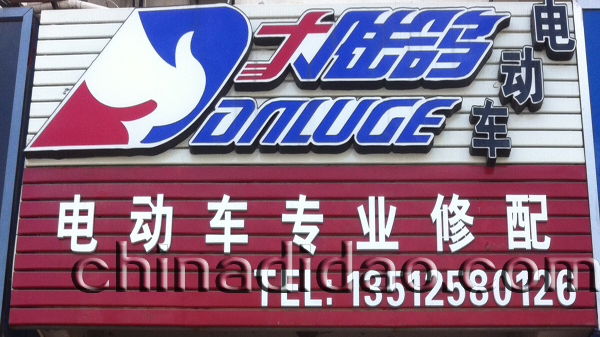 大陆鸽
电动车
DALUGE
电动车专业修配
chinadidao.com
TEL: 13512580126